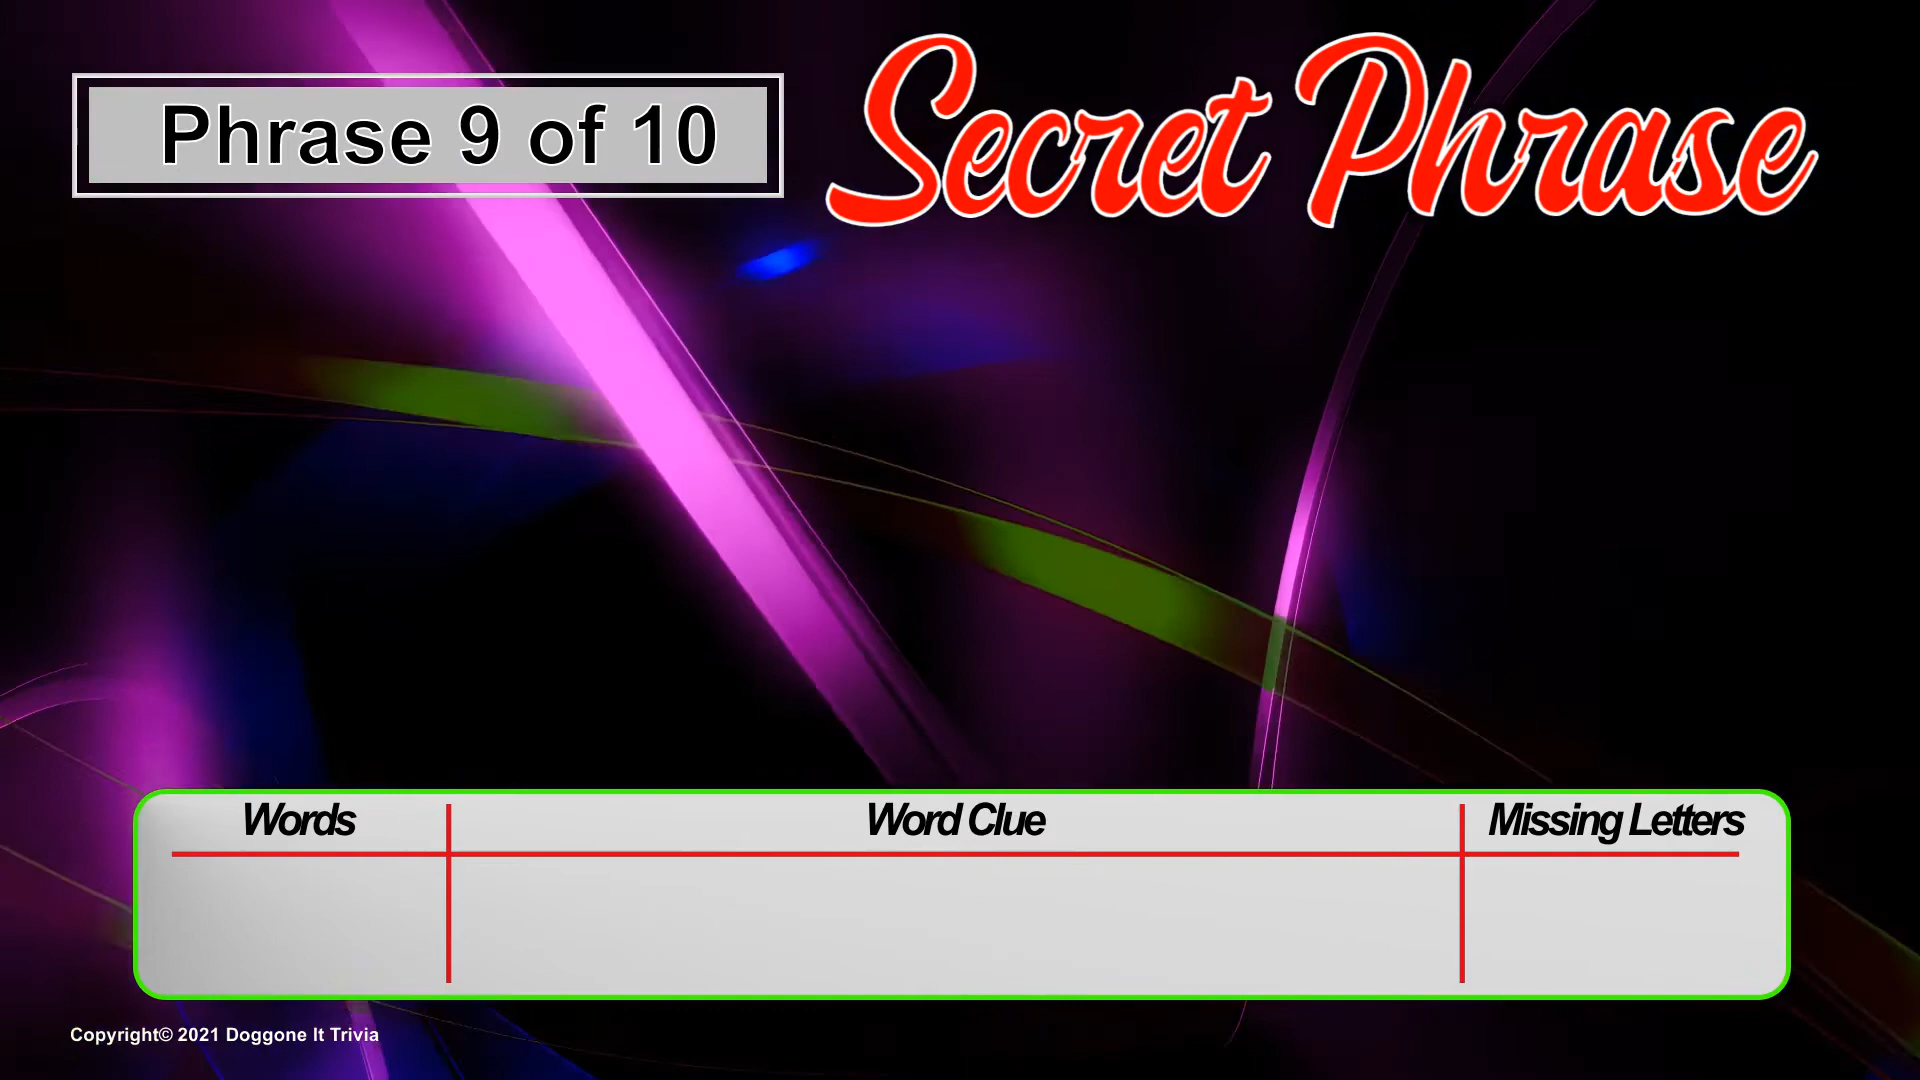 Phrase 9 of 10
Secret Phrase
Words
Word Clue
Missing Letters
Copyright© 2021 Doggone It Trivia